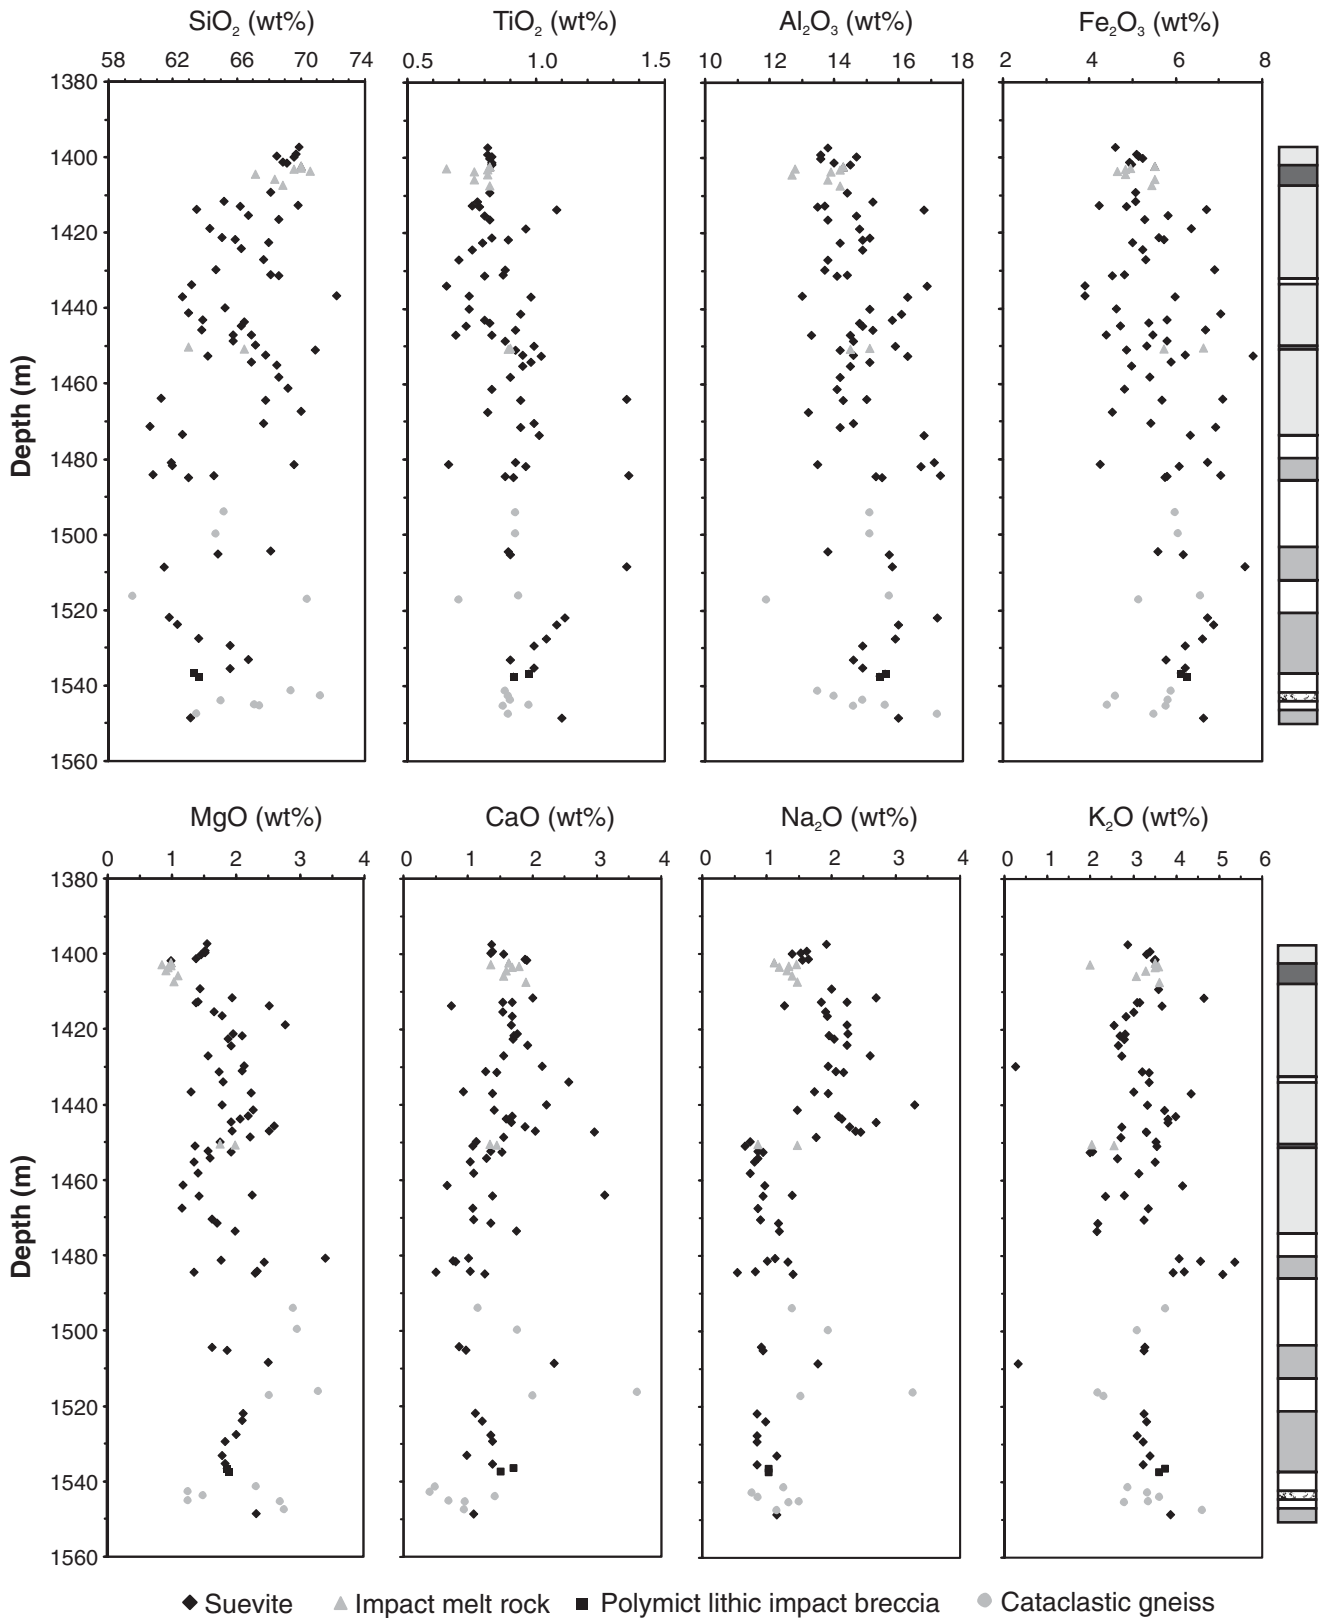 SiO₂ (wt%) TiO₂ (wt%) Al₂O₃ (wt%) Fe₂O₃ (wt%)
58 62 66 70 74 0.5 1.0 1.5 10 12 14 16 18 2 4 6 8
1380
1400
1420
1440
1460
1480
1500
1520
1540
1560
Depth (m)
MgO (wt%) CaO (wt%) Na₂O (wt%) K₂O (wt%)
0 1 2 3 4 0 1 2 3 4 0 1 2 3 4 0 1 2 3 4 5 6
1380
1400
1420
1440
1460
1480
1500
1520
1540
1560
Depth (m)
Suevite Impact melt rock Polymict lithic impact breccia Cataclastic gneiss